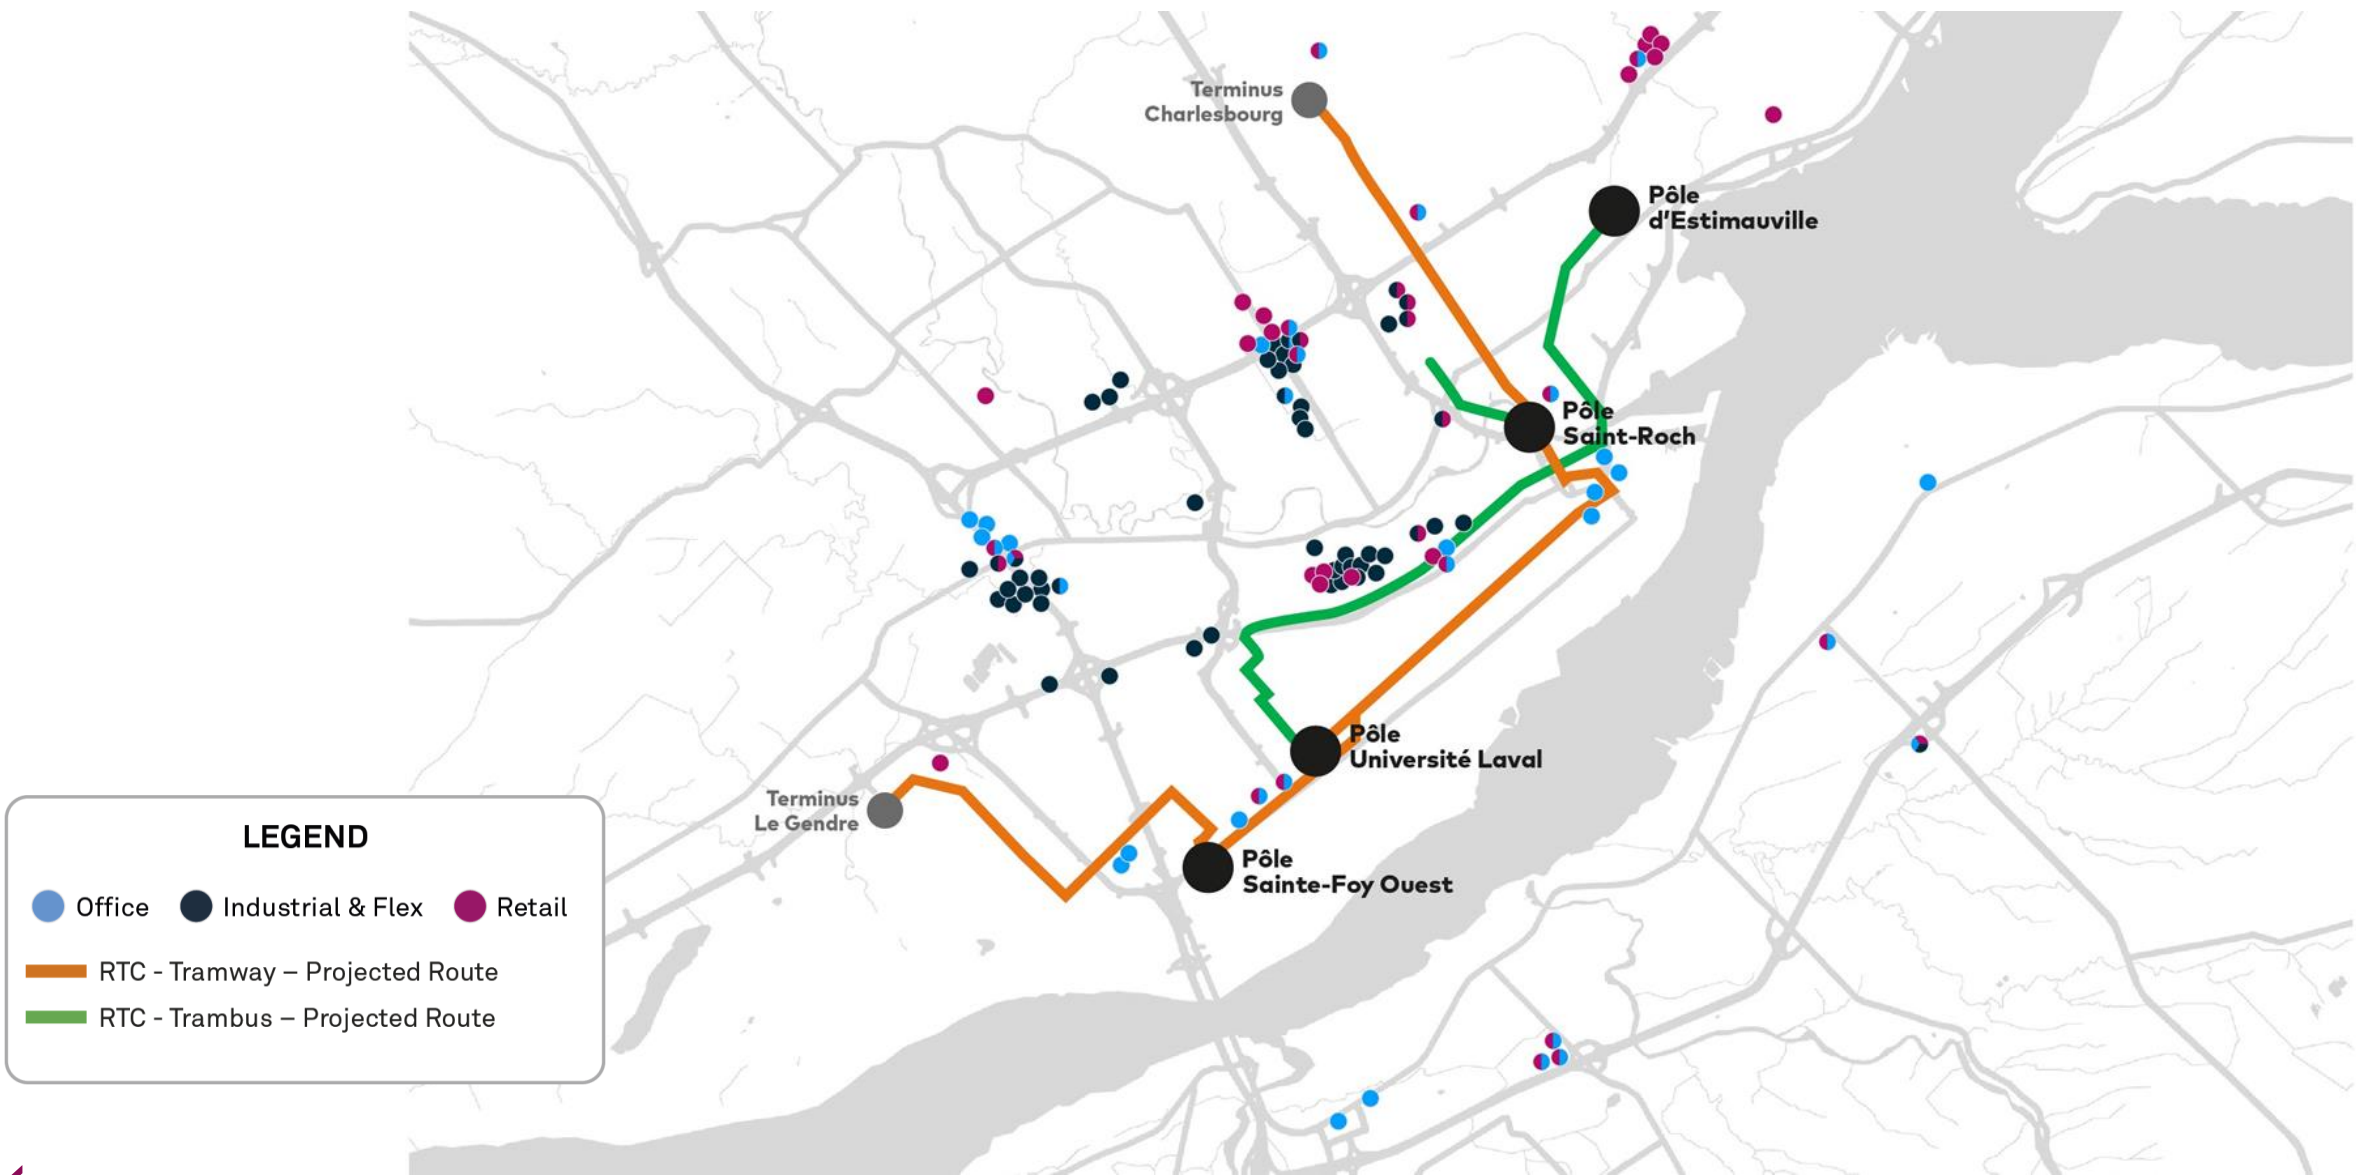 Terminus
Charlesbourg
Pôle
d'Estimauville
Pôle
Saint-Roch
Pôle
Université Laval
Terminus
Le Gendre
Pôle
Sainte-Foy Ouest
LEGEND
Office
Industrial & Flex
Retail
RTC - Tramway – Projected Route
RTC - Trambus – Projected Route